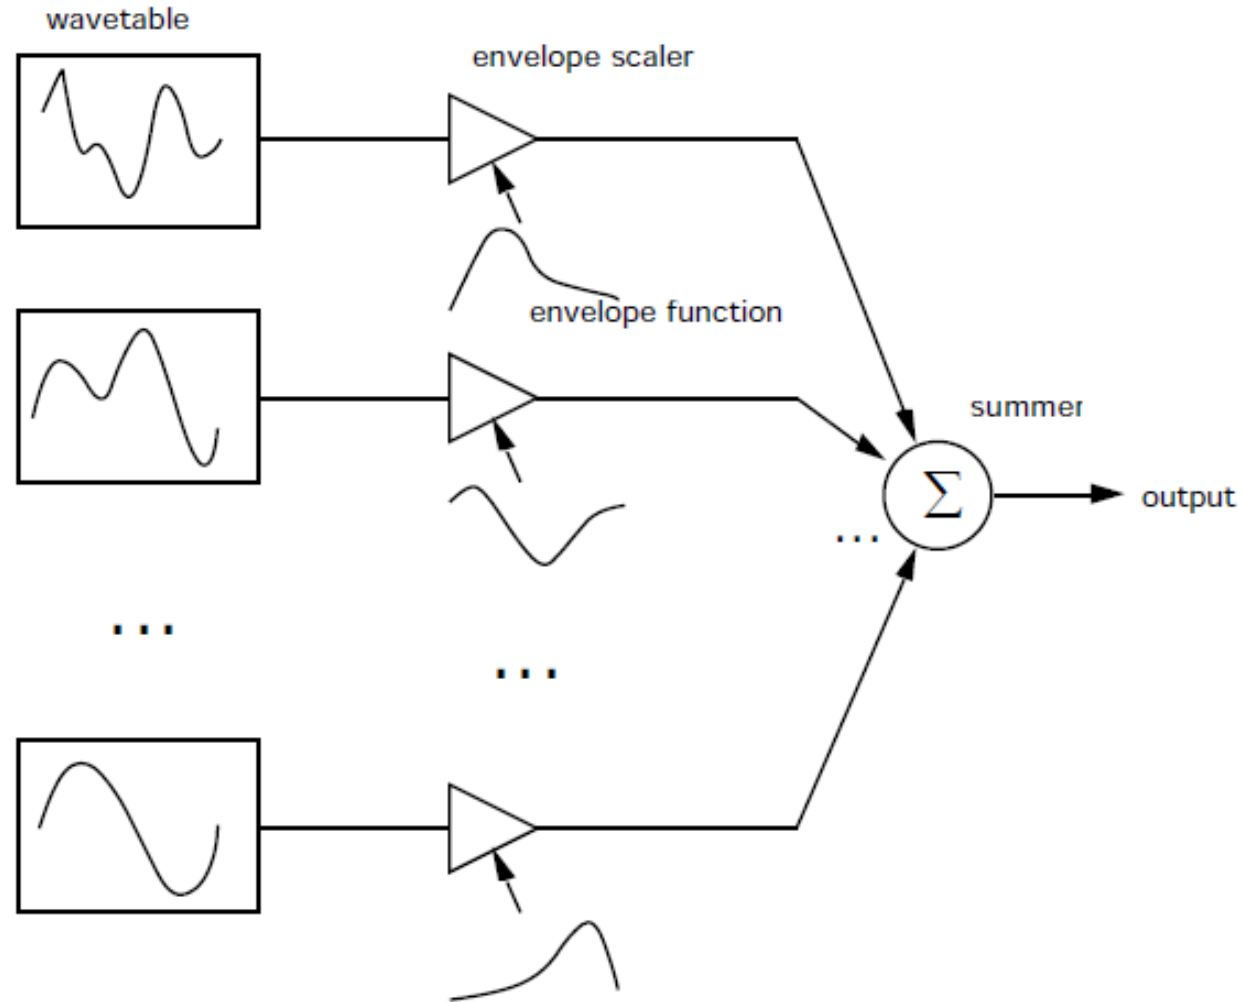 wavetable
envelope scaler
envelope function
summer
∑
...
output
...
...